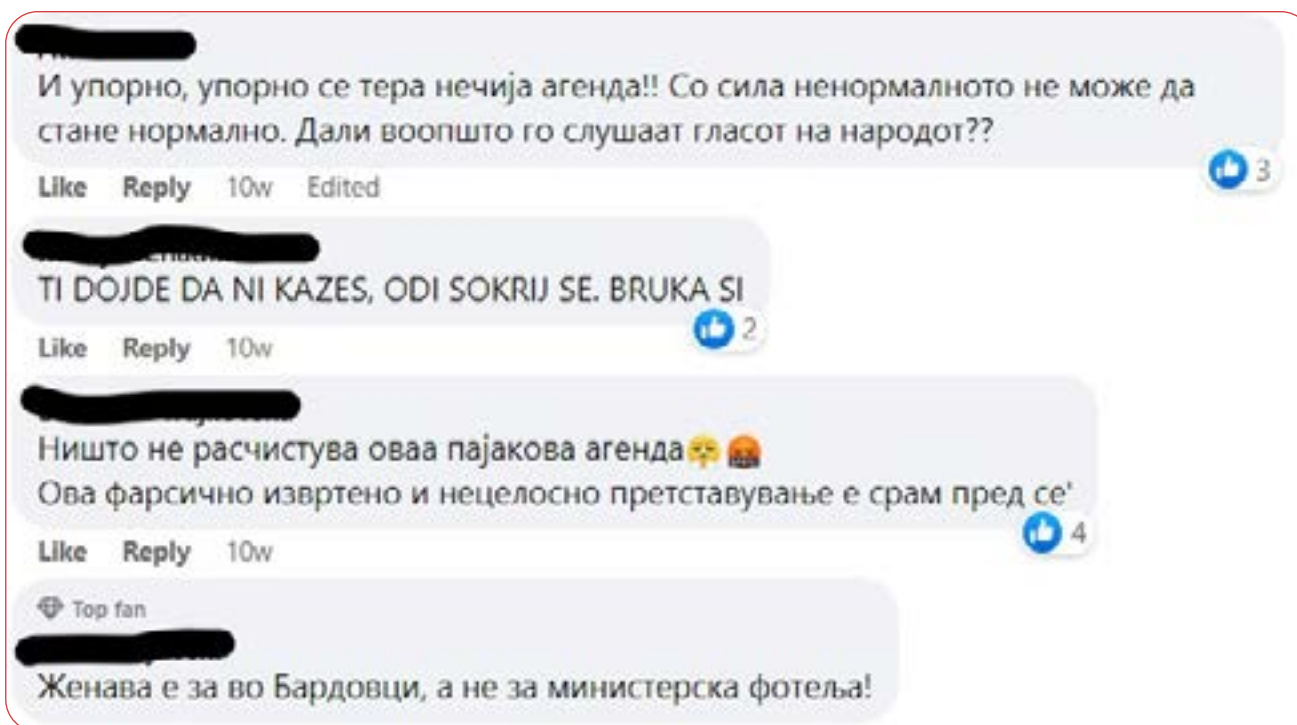 И упорно, упорно се тера нечија агенда!! Со сила ненормалното не може да
стане нормално. Дали воопшто го слушаат гласот на народот??
3
Like Reply 10w Edited
TI DOJDE DA NI KAZES, ODI SOKRIJ SE. BRUKA SI
2
Like Reply 10w
Ништо не расчистува оваа пајакова агенда
Ова фарсично извртено и нецелосно претставување е срам пред се'
4
Like Reply 10w
Top fan
Женава е за во Бардовци, а не за министерска фотеља!